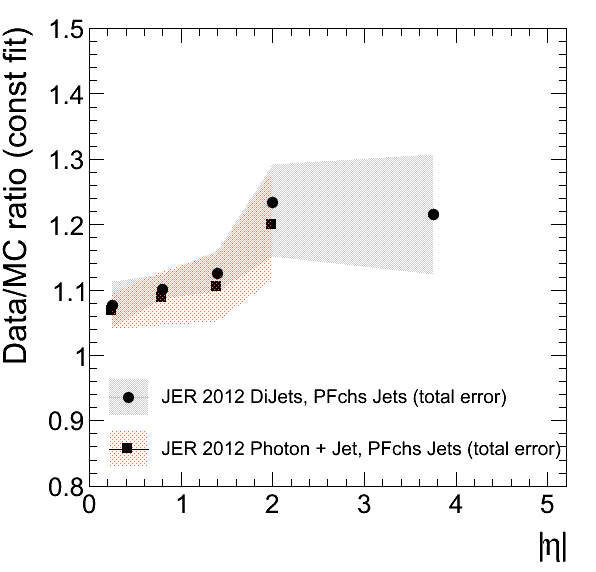 Data/MC ratio (const fit)
1.5
1.4
1.3
1.2
1.1
1
0.9
0.8
JER 2012 DiJets, PFchs Jets (total error)
JER 2012 Photon + Jet, PFchs Jets (total error)
0 1 2 3 4 5
|η|